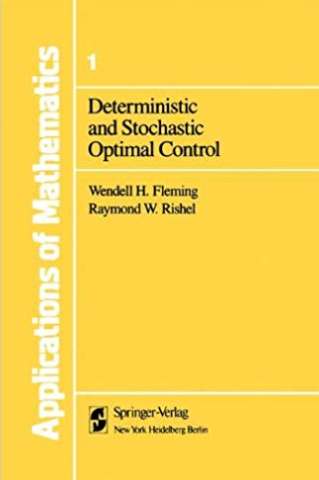 Applications of Mathematics
1
Deterministic
and Stochastic
Optimal Control
Wendell H. Fleming
Raymond W. Rishel
Springer-Verlag
New York Heidelberg Berlin